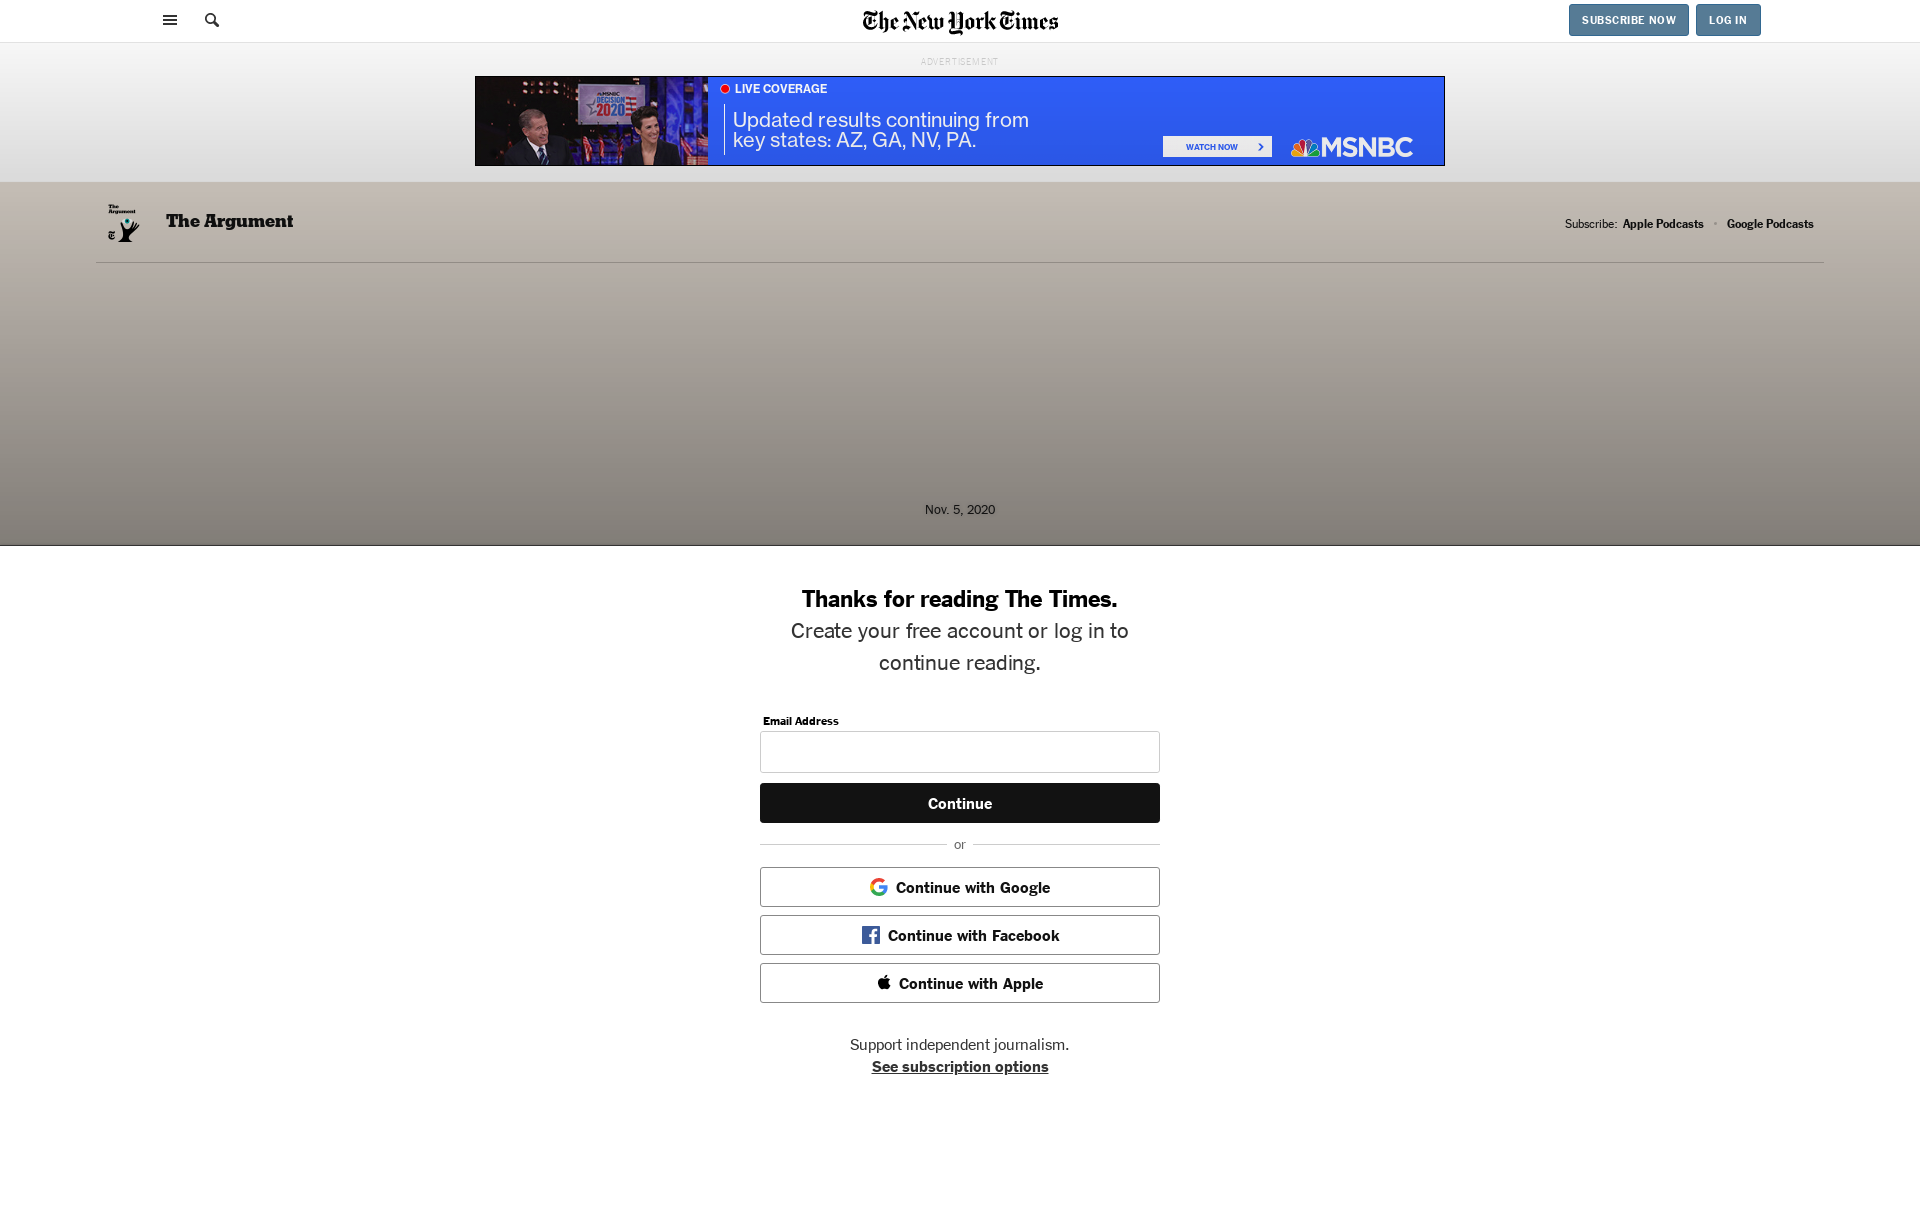 The New York Times
SUBSCRIBE NOW
LOG IN
ADVERTISEMENT
MSNBC
DECISION
2020
LIVE COVERAGE
Updated results continuing from
key states: AZ, GA, NV, PA.
WATCH NOW
MSNBC
The
Argument
The Argument
Subscribe: Apple Podcasts • Google Podcasts
Nov. 5, 2020
Thanks for reading The Times.
Create your free account or log in to
continue reading.
Email Address
Continue
or
Continue with Google
Continue with Facebook
Continue with Apple
Support independent journalism.
See subscription options